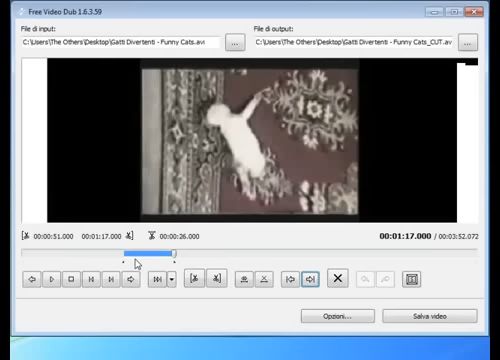 Free Video Dub 1.6.3.59
File di input:
File di output:
C:\Users\The Others\Desktop\Gatti Divertenti - Funny Cats.avi
...
C:\Users\The Others\Desktop\Gatti Divertenti - Funny Cats_CUT.av
...
00:00:51.000
00:01:17.000
00:00:26.000
00:01:17.000 / 00:03:52.072
Opzioni...
Salva video